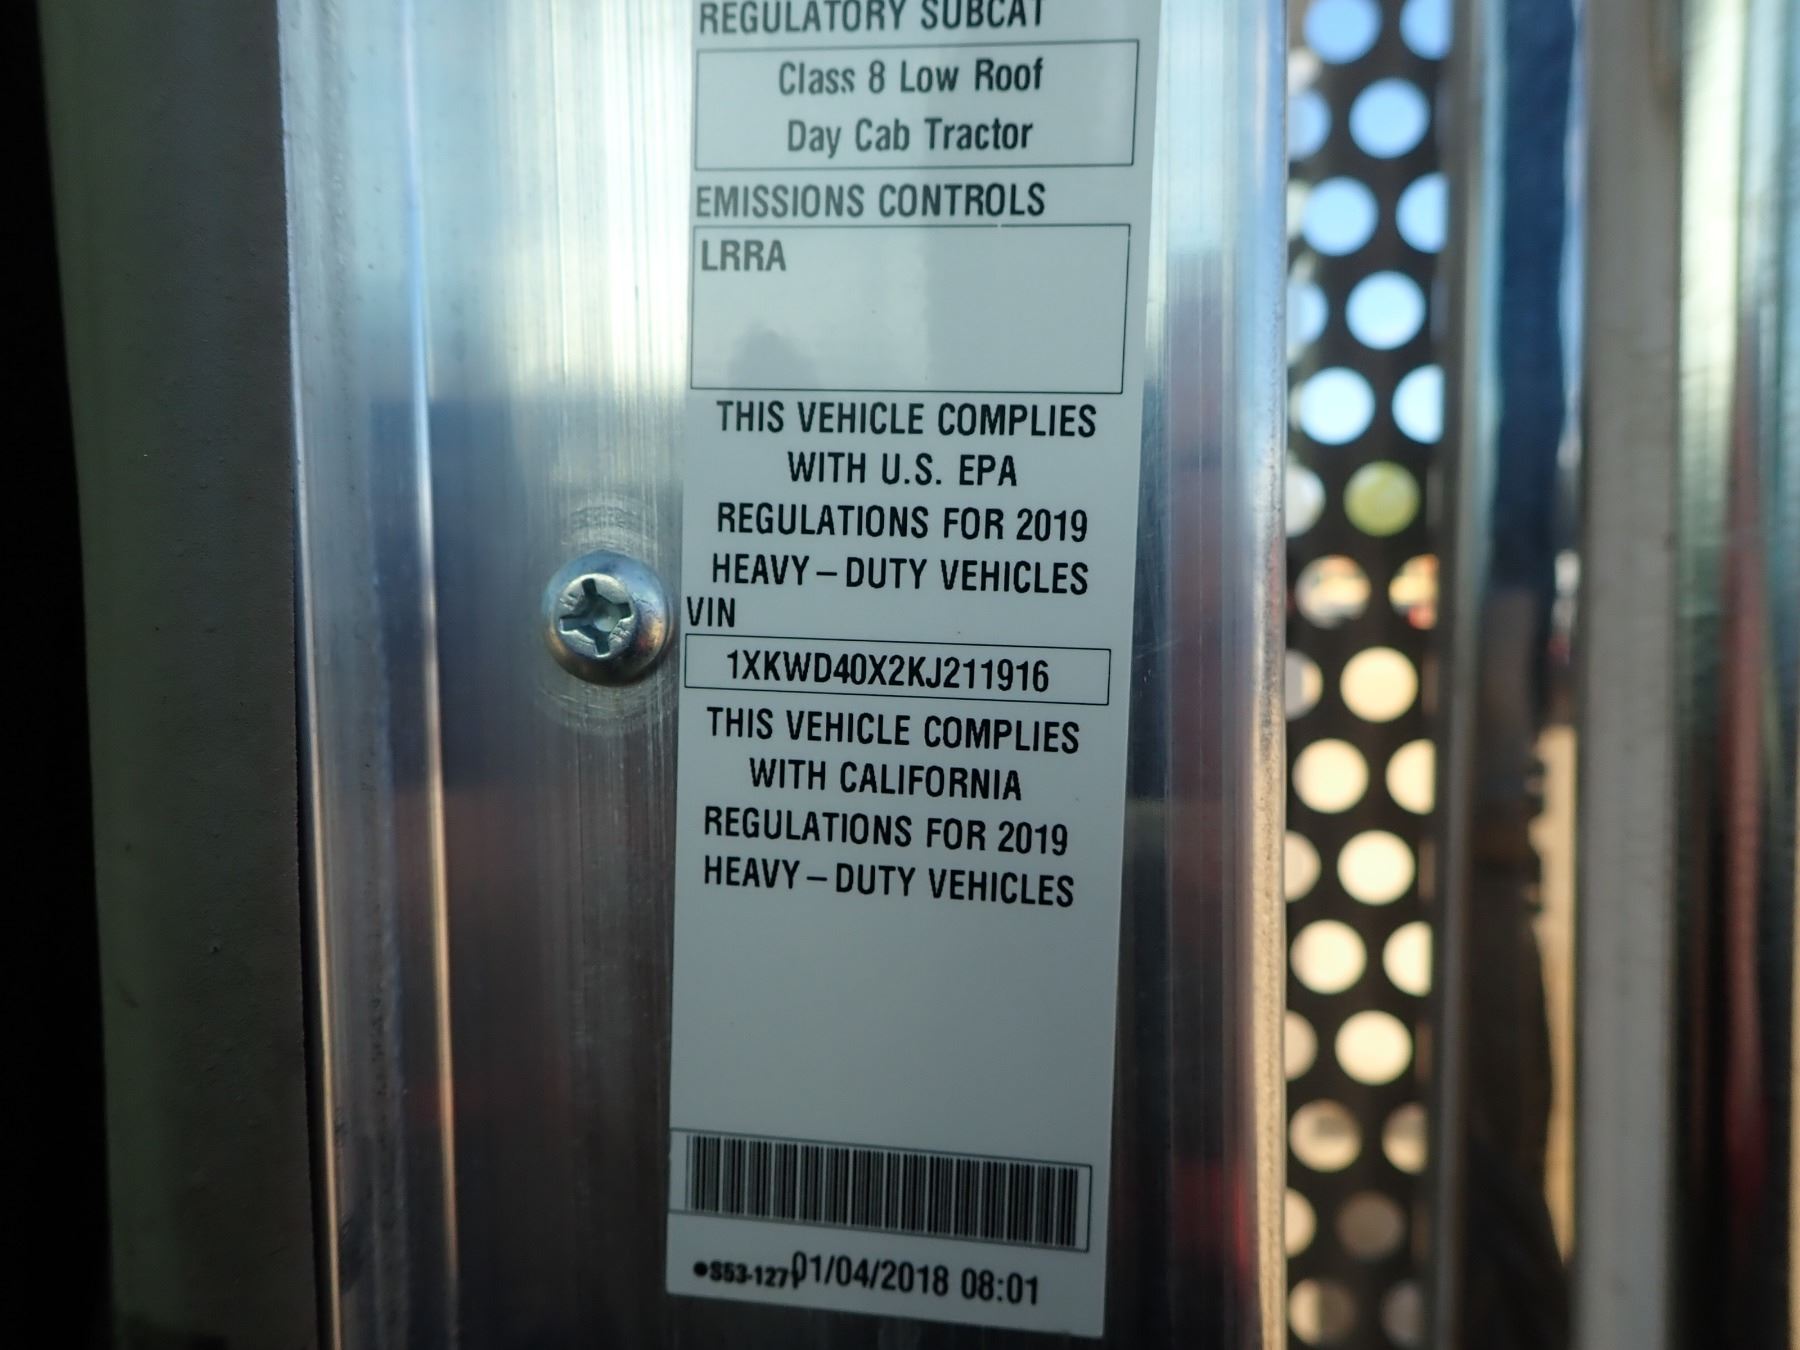 REGULATORY SUBCAT
Class 8 Low Roof
Day Cab Tractor
EMISSIONS CONTROLS
LRRA
THIS VEHICLE COMPLIES
WITH U.S. EPA
REGULATIONS FOR 2019
HEAVY–DUTY VEHICLES
VIN
1XKWD40X2KJ211916
THIS VEHICLE COMPLIES
WITH CALIFORNIA
REGULATIONS FOR 2019
HEAVY–DUTY VEHICLES
●S53-127 01/04/2018 08:01